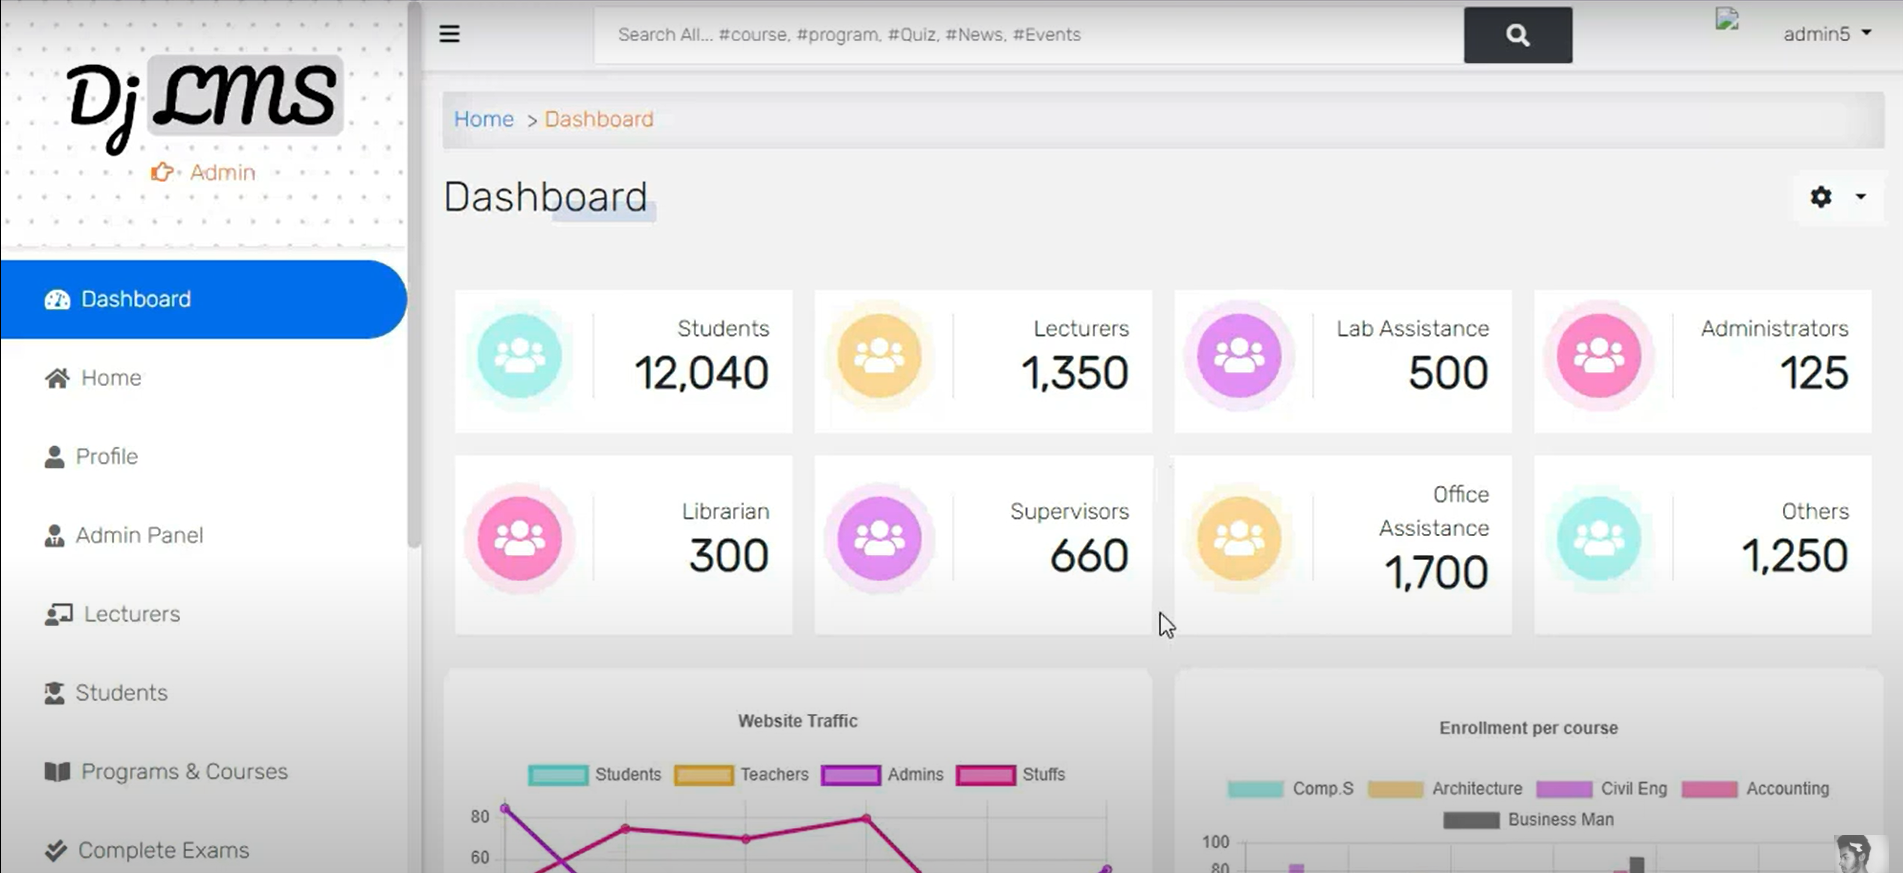 Dj LMS
Admin
Dashboard
Home
Profile
Admin Panel
Lecturers
Students
Programs & Courses
Complete Exams
Search All... #course, #program, #Quiz, #News, #Events
admin5
Home > Dashboard
Dashboard
Students
12,040
Lecturers
1,350
Lab Assistance
500
Administrators
125
Librarian
300
Supervisors
660
Office
Assistance
1,700
Others
1,250
Website Traffic
Students Teachers Admins Stuffs
80
60
Enrollment per course
Comp.S Architecture Civil Eng Accounting
Business Man
100
80